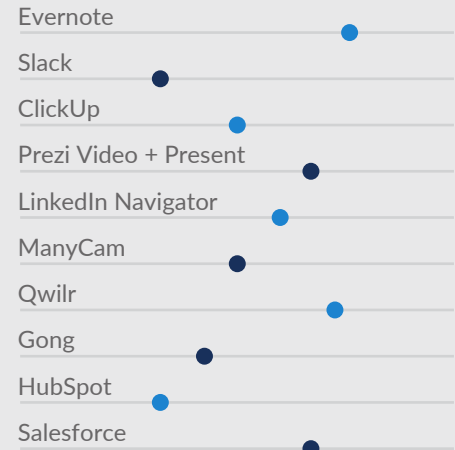 Evernote
Slack
ClickUp
Prezi Video + Present
LinkedIn Navigator
ManyCam
Qwilr
Gong
HubSpot
Salesforce